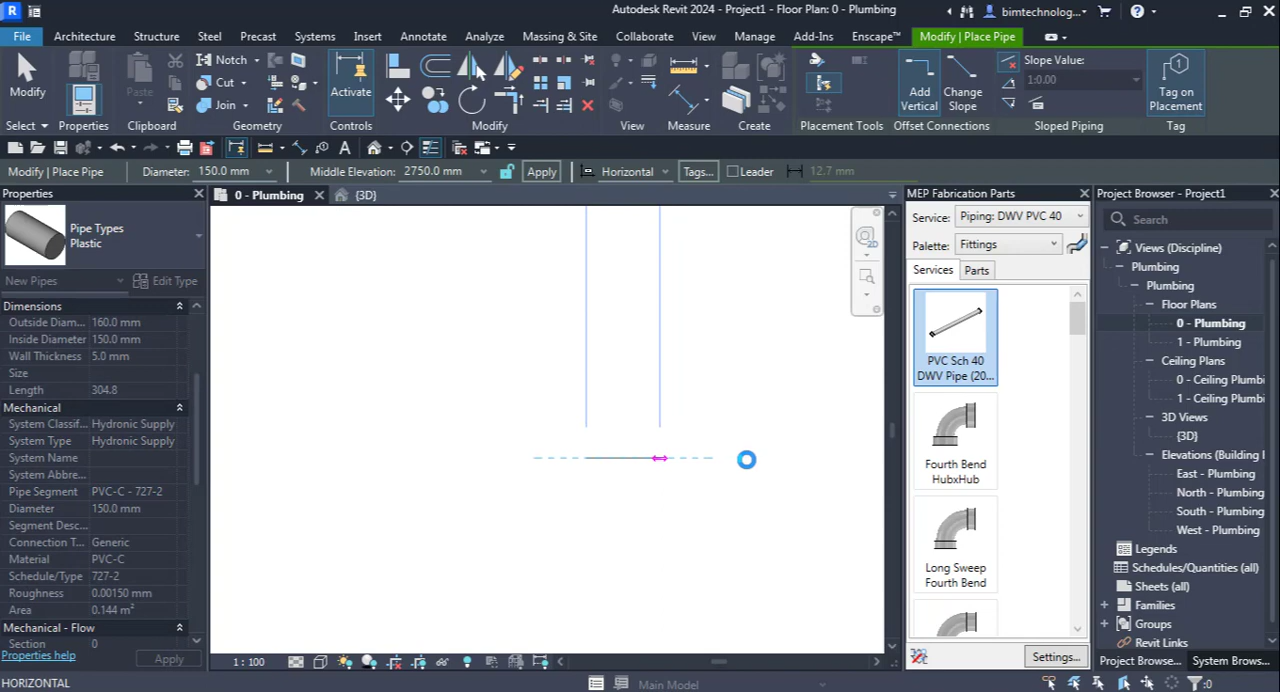 R Autodesk Revit 2024 - Project1 - Floor Plan: 0 - Plumbing bimtechnolog...
File Architecture Structure Steel Precast Systems Insert Annotate Analyze Massing & Site Collaborate View Manage Add-Ins Enscape™ Modify | Place Pipe
Modify Paste Notch Cut Join Activate Add Vertical Change Slope Slope Value: 1:0.00 Tag on Placement
Select Properties Clipboard Geometry Controls Modify View Measure Create Placement Tools Offset Connections Sloped Piping Tag
Modify | Place Pipe Diameter: 150.0 mm Middle Elevation: 2750.0 mm Apply Horizontal Tags... Leader 12.7 mm
Properties
Pipe Types
Plastic
New Pipes Edit Type
Dimensions
Outside Diam... 160.0 mm
Inside Diameter 150.0 mm
Wall Thickness 5.0 mm
Size
Length 304.8
Mechanical
System Classif... Hydronic Supply
System Type Hydronic Supply
System Name
System Abbre...
Pipe Segment PVC-C - 727-2
Diameter 150.0 mm
Segment Desc...
Connection T... Generic
Material PVC-C
Schedule/Type 727-2
Roughness 0.00150 mm
Area 0.144 m²
Mechanical - Flow
Section 0
Properties help Apply
HORIZONTAL
0 - Plumbing {3D}
2D
1 : 100
Main Model
MEP Fabrication Parts
Service: Piping: DWV PVC 40
Palette: Fittings
Services Parts
PVC Sch 40
DWV Pipe (20...
Fourth Bend
HubxHub
Long Sweep
Fourth Bend
Settings...
Project Browser - Project1
Search
Views (Discipline)
Plumbing
Plumbing
Floor Plans
0 - Plumbing
1 - Plumbing
Ceiling Plans
0 - Ceiling Plumbi
1 - Ceiling Plumbi
3D Views
{3D}
Elevations (Building
East - Plumbing
North - Plumbing
South - Plumbing
West - Plumbing
Legends
Schedules/Quantities (all)
Sheets (all)
Families
Groups
Revit Links
Project Browse... System Brows...
:0